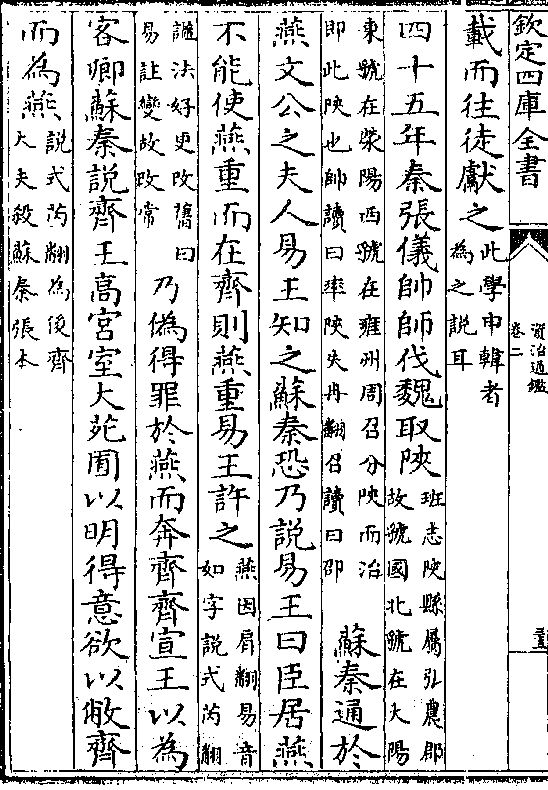 欽定四庫全書
資治通鑑
卷二
載而往徒獻之此學申韓者
為之說耳
四十五年秦張儀帥師伐魏取陜班志陜縣屬弘農郡
故虢國北虢在大陽
東虢在滎陽西虢在雍州周召分陜而治
即此陜也帥讀曰率陜失冉翻召讀曰邵
蘇秦通於
燕文公之夫人易王知之蘇秦恐乃說易王曰臣居燕
不能使燕重而在齊則燕重易王許之燕因肩翻易音
如字說式芮翻
諡法好更改舊曰
易註變故改常
乃偽得罪於燕而奔齊齊宣王以為
客卿蘇秦說齊王高宮室大苑囿以明得意欲以敝齊
而為燕說式芮翻為後齊
大夫殺蘇秦張本